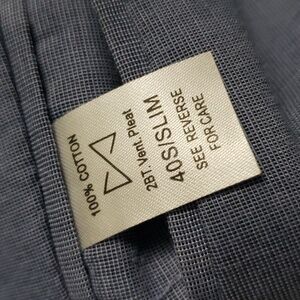 100% COTTON
2BT. Vent. Pleat
40S/SLIM
SEE REVERSE
FOR CARE